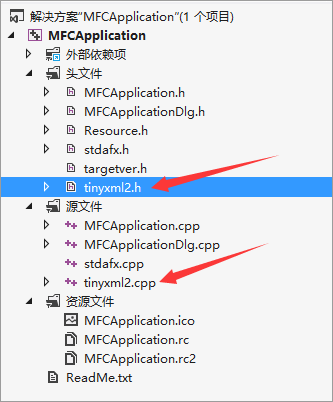 解决方案"MFCApplication"(1 个项目)
MFCApplication
外部依赖项
头文件
MFCApplication.h
MFCApplicationDlg.h
Resource.h
stdafx.h
targetver.h
tinyxml2.h
源文件
MFCApplication.cpp
MFCApplicationDlg.cpp
stdafx.cpp
tinyxml2.cpp
资源文件
MFCApplication.ico
MFCApplication.rc
MFCApplication.rc2
ReadMe.txt